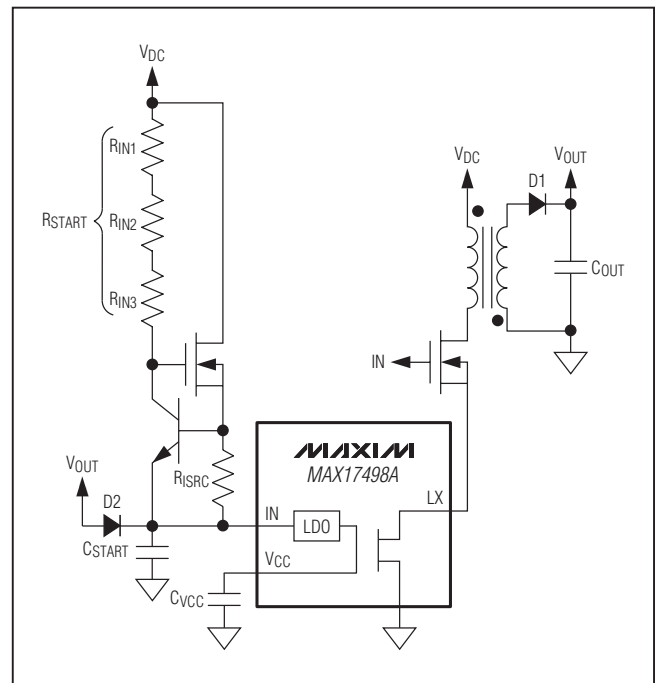 VDC
RIN1
RSTART
RIN2
RIN3
VDC
D1
VOUT
COUT
IN
MAXIM
MAX17498A
RISRC
VOUT
D2
IN
LDO
LX
CSTART
VCC
CVCC